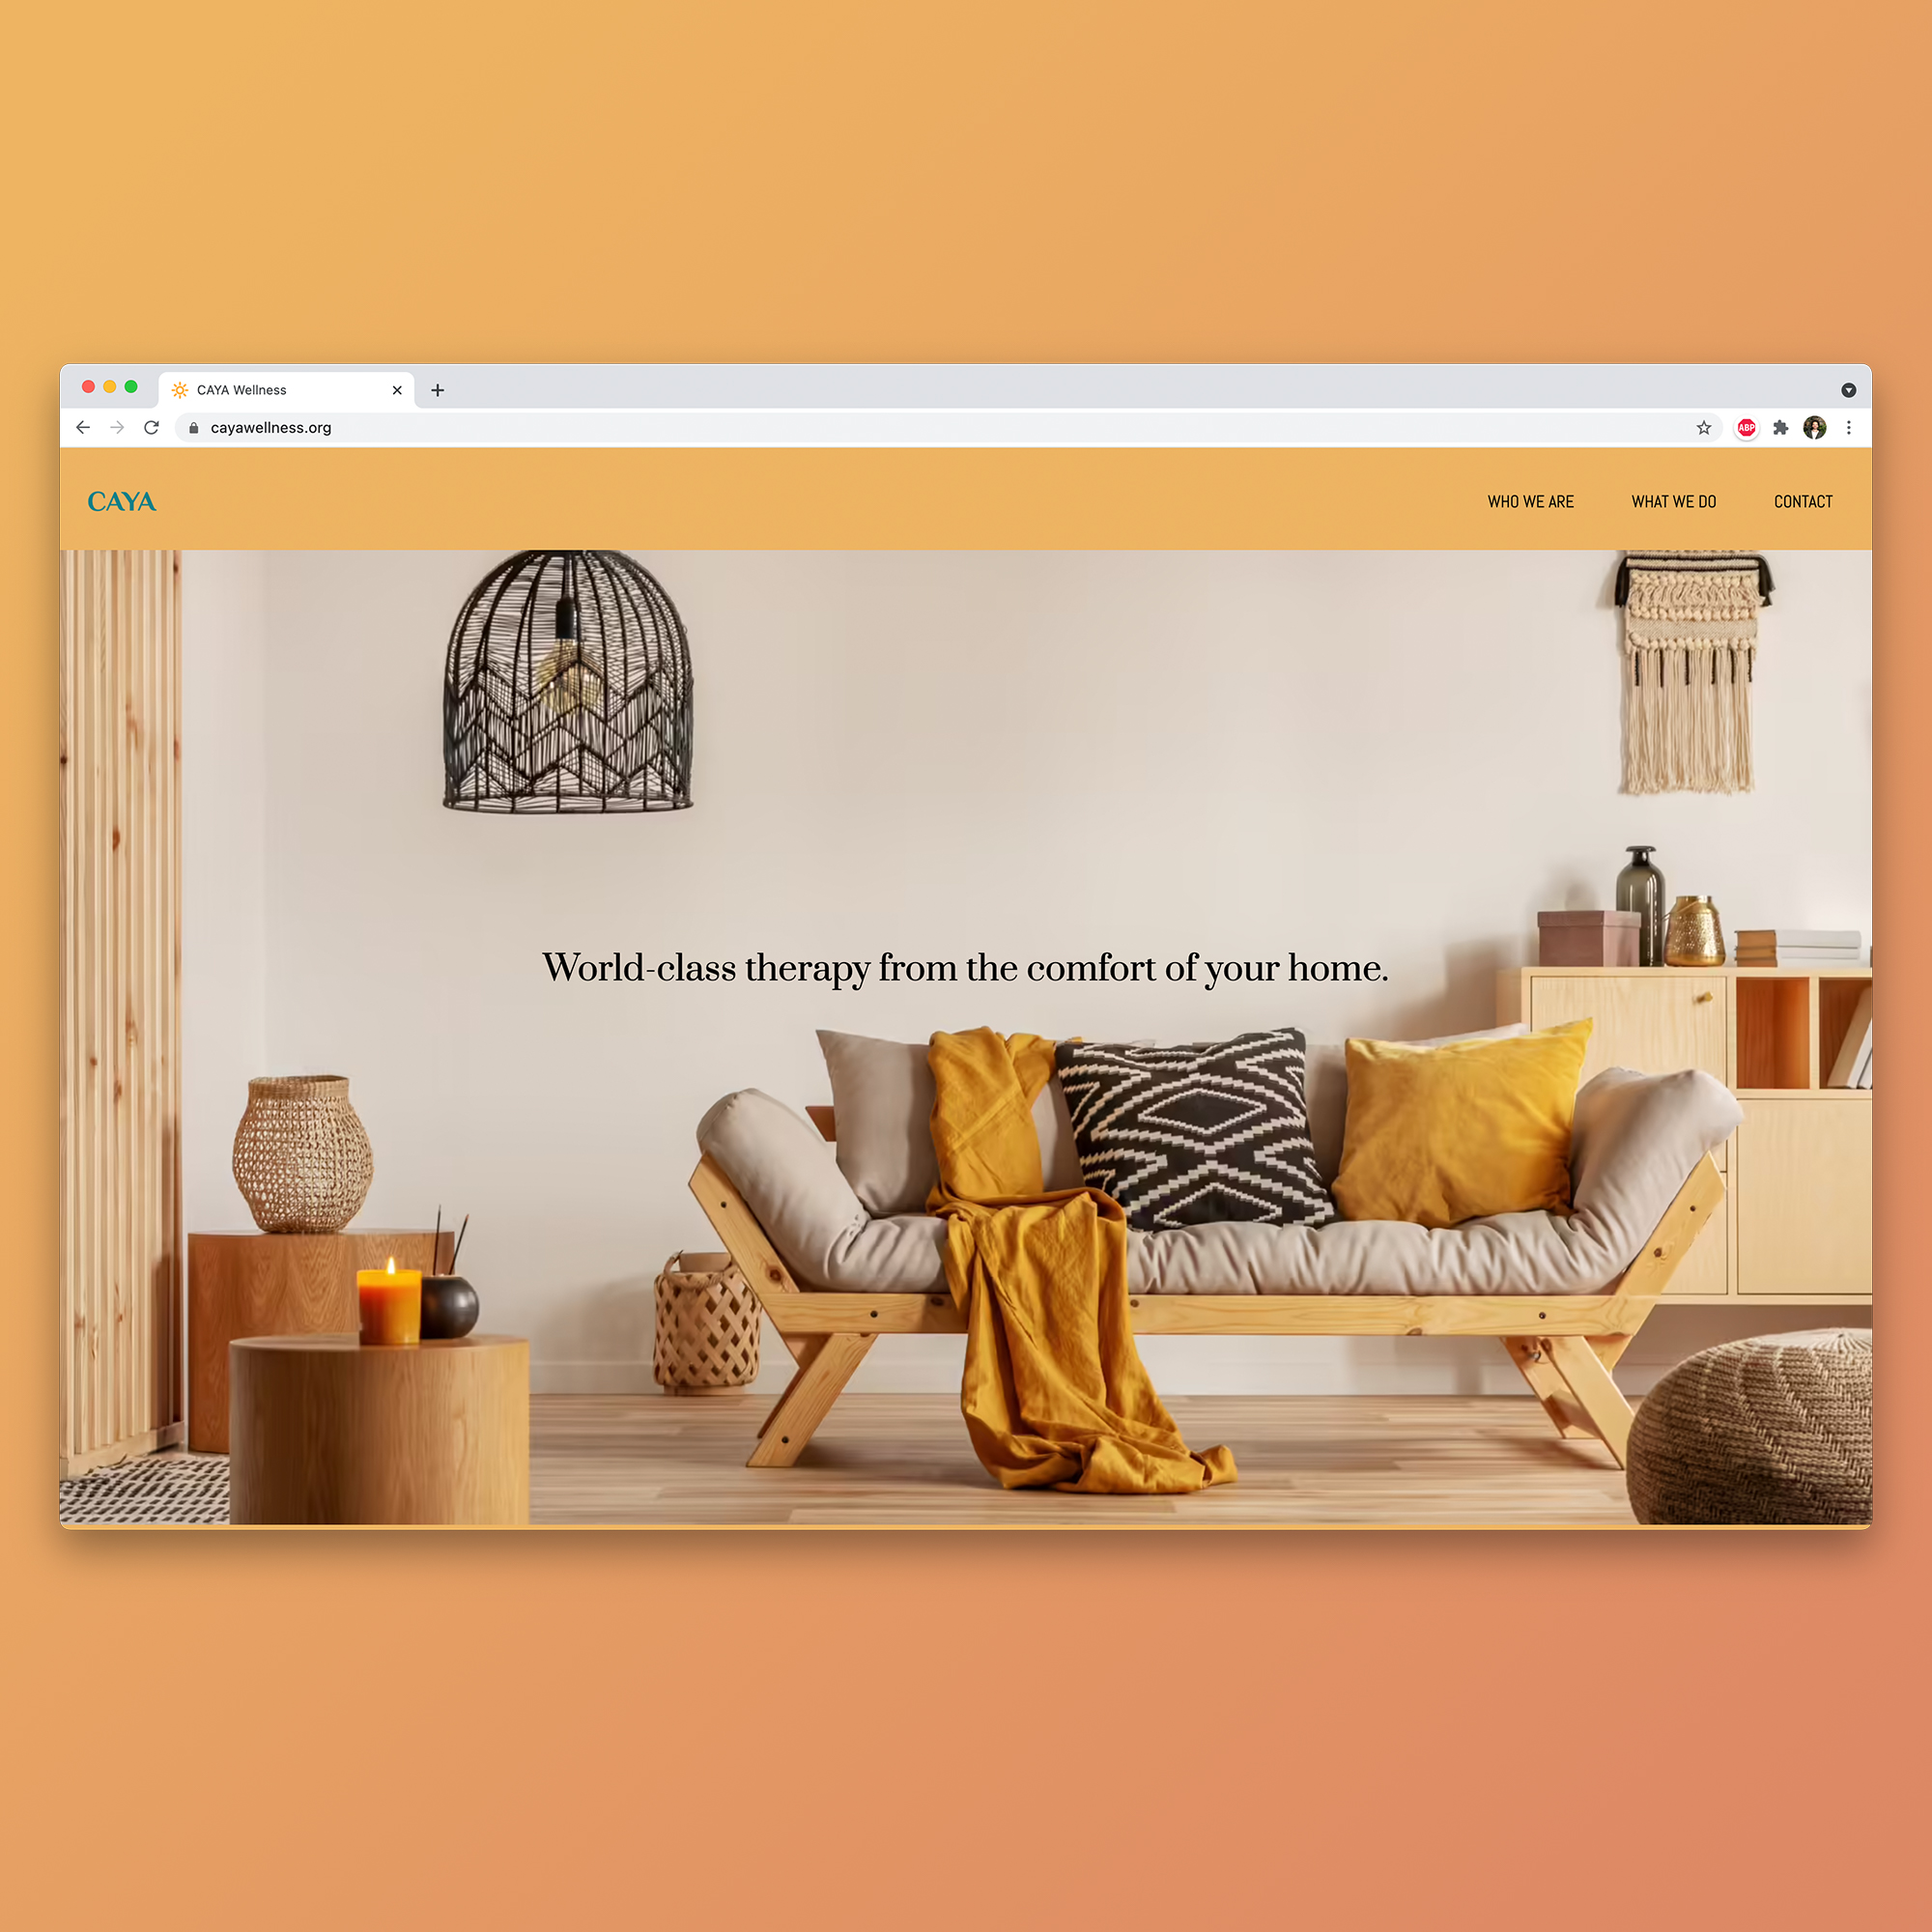 CAYA Wellness
cayawellness.org
ABP
CAYA
WHO WE ARE
WHAT WE DO
CONTACT
World-class therapy from the comfort of your home.